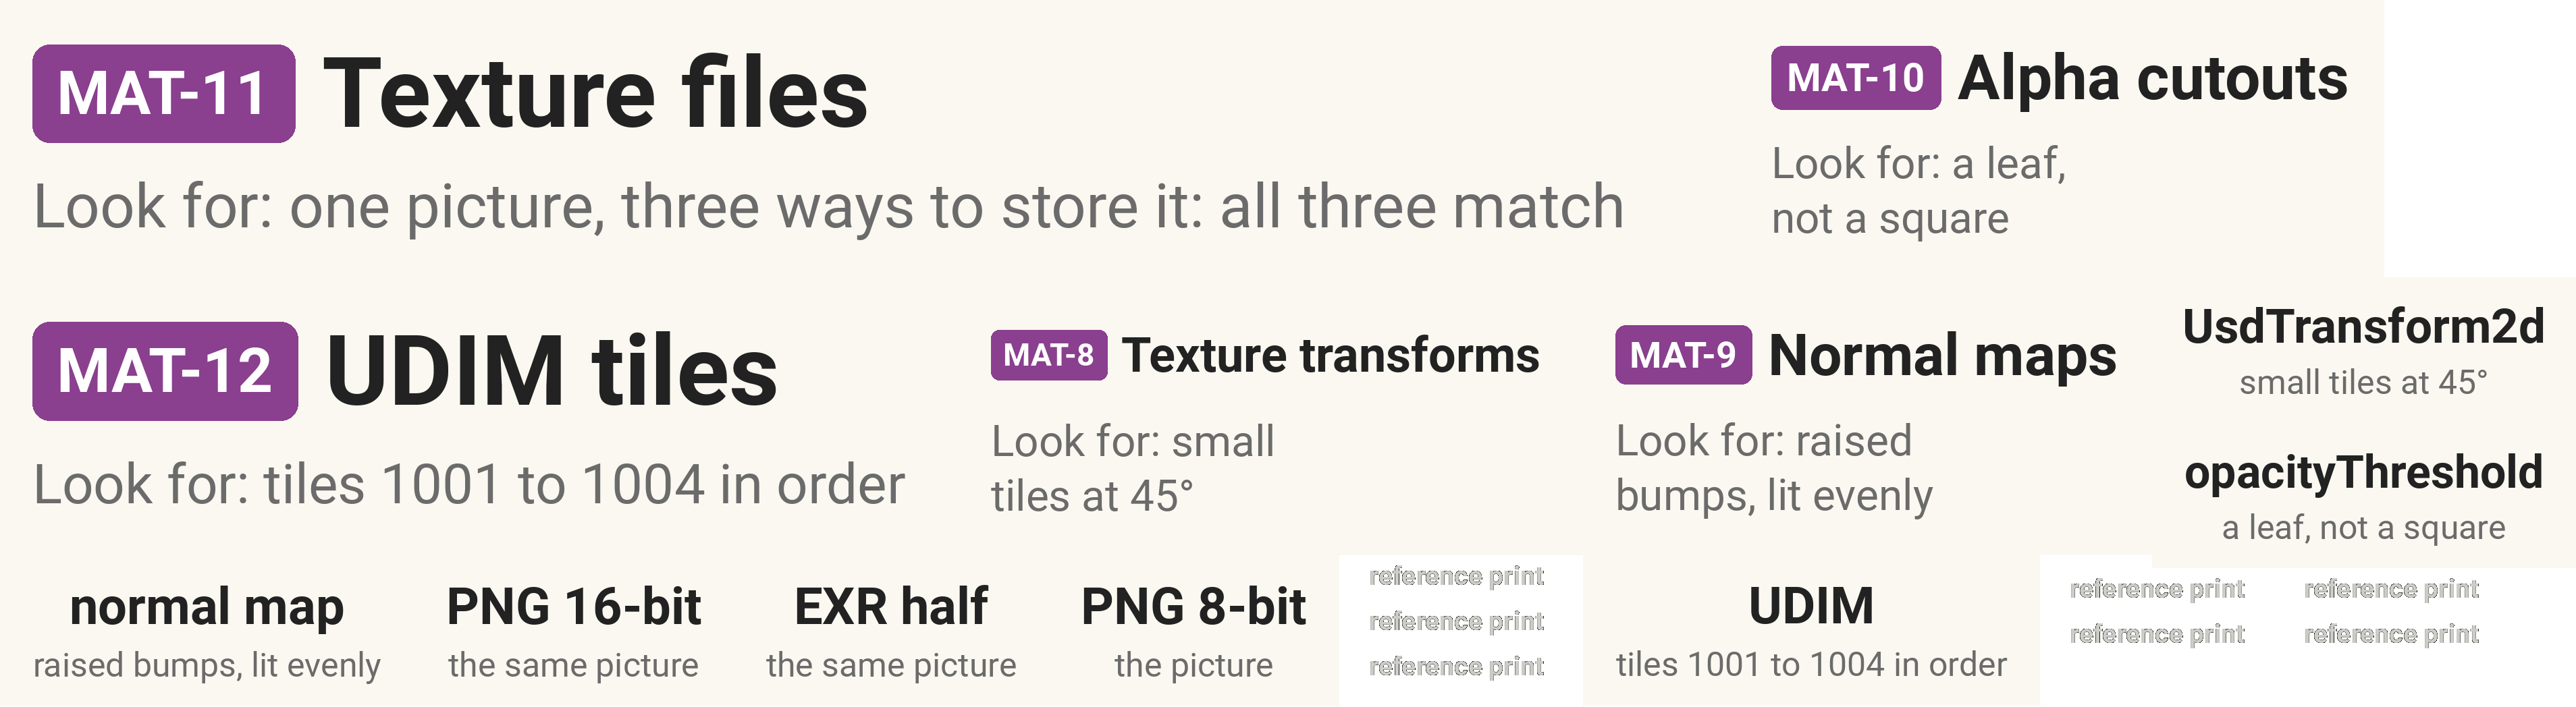 MAT-11 Texture files
Look for: one picture, three ways to store it: all three match
MAT-10 Alpha cutouts
Look for: a leaf,
not a square
MAT-12 UDIM tiles
Look for: tiles 1001 to 1004 in order
MAT-8 Texture transforms
Look for: small
tiles at 45°
MAT-9 Normal maps
Look for: raised
bumps, lit evenly
UsdTransform2d
small tiles at 45°
opacityThreshold
a leaf, not a square
normal map
raised bumps, lit evenly
PNG 16-bit
the same picture
EXR half
the same picture
PNG 8-bit
the picture
reference print
reference print
reference print
UDIM
tiles 1001 to 1004 in order
reference print
reference print
reference print
reference print